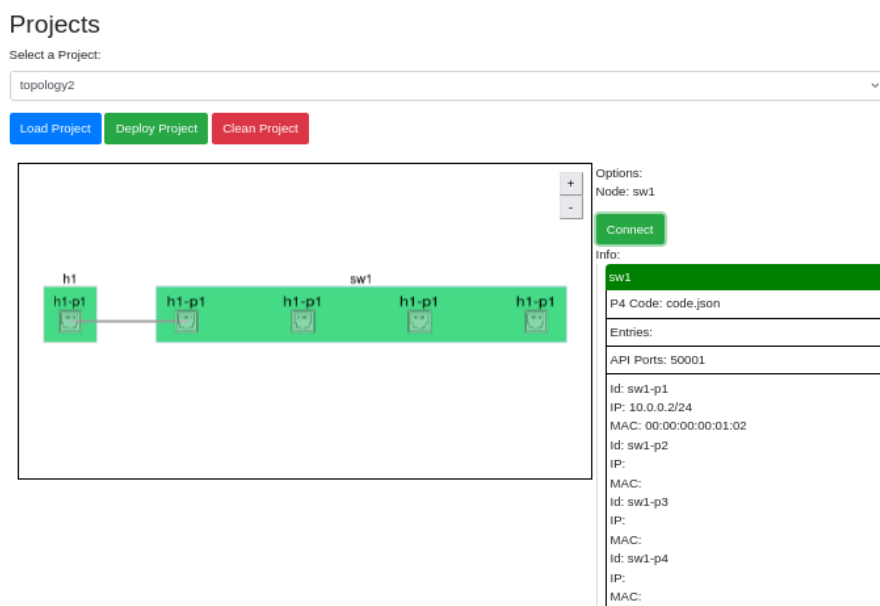 Projects
Select a Project:
topology2
Load Project Deploy Project Clean Project
+
-
h1 sw1
h1-p1 h1-p1 h1-p1 h1-p1 h1-p1
Options:
Node: sw1
Connect
Info:
sw1
P4 Code: code.json
Entries:
API Ports: 50001
Id: sw1-p1
IP: 10.0.0.2/24
MAC: 00:00:00:00:01:02
Id: sw1-p2
IP:
MAC:
Id: sw1-p3
IP:
MAC:
Id: sw1-p4
IP:
MAC: